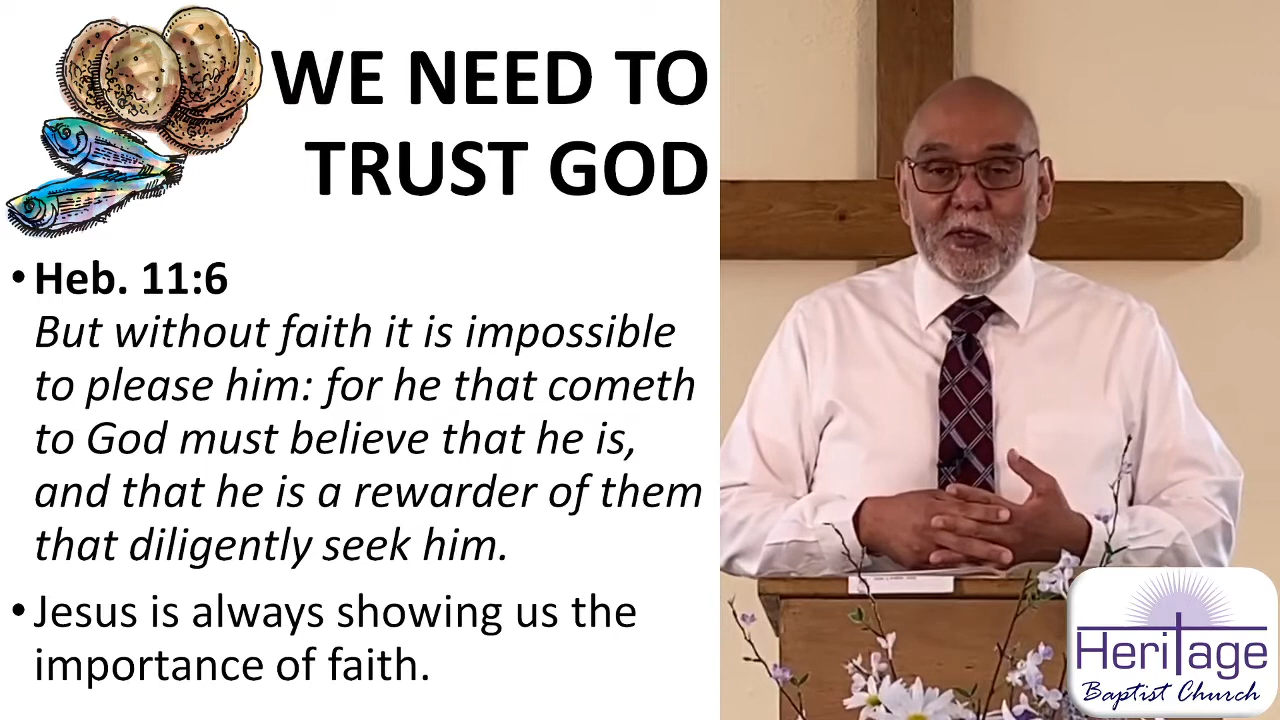 WE NEED TO
TRUST GOD
• Heb. 11:6
But without faith it is impossible
to please him: for he that cometh
to God must believe that he is,
and that he is a rewarder of them
that diligently seek him.
• Jesus is always showing us the
importance of faith.
Heritage
Baptist Church